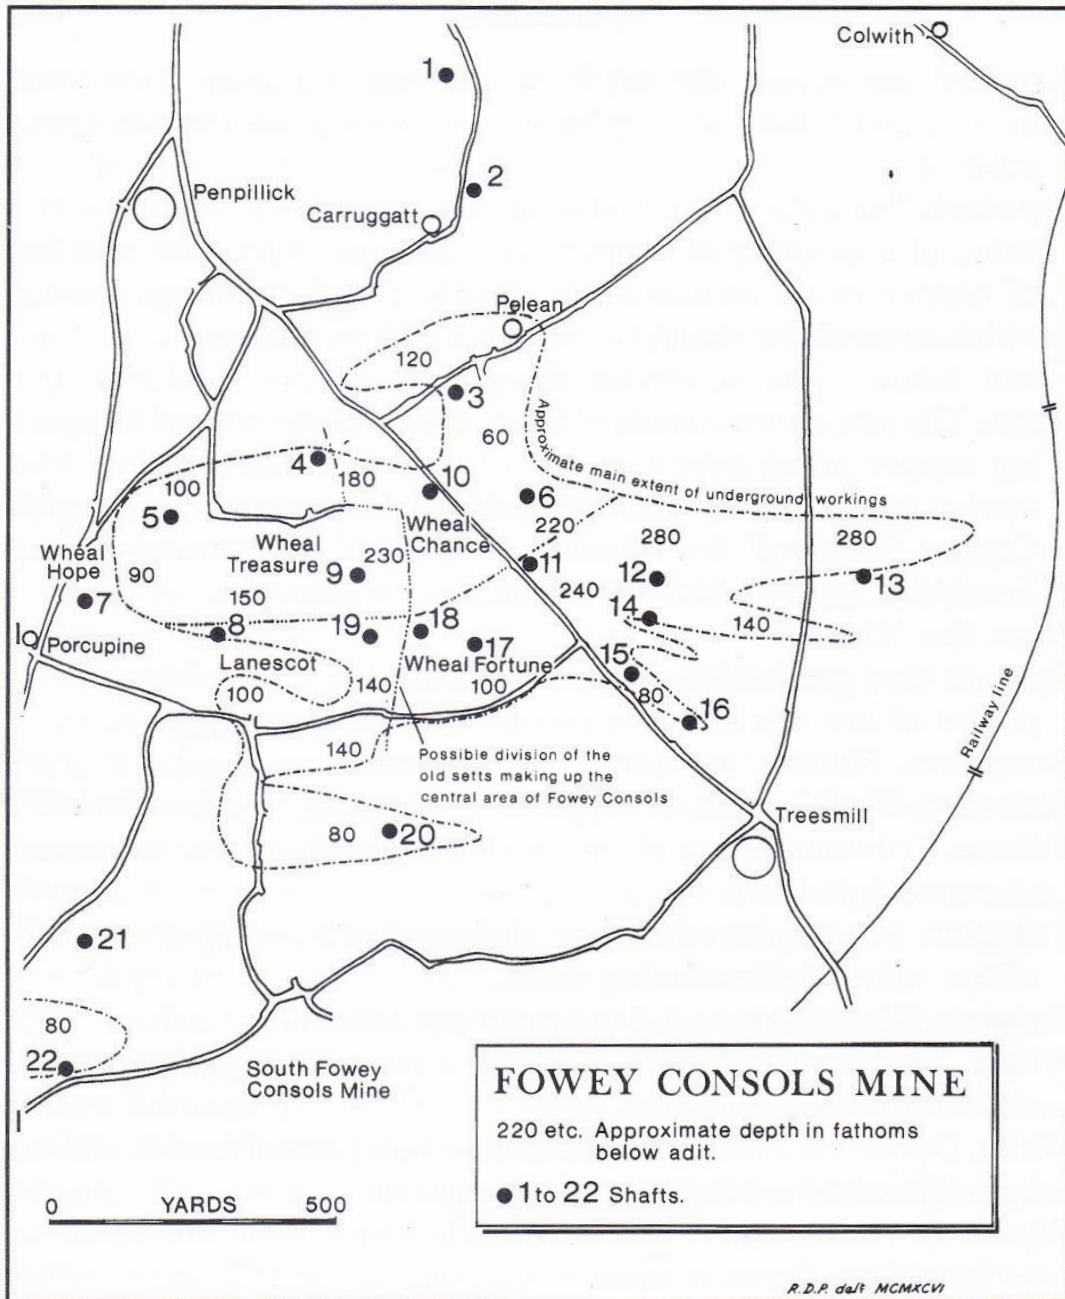 Colwith
1
Penpillick
2
Carruggatt
Pelean
120
3
60
Approximate main extent of underground workings
4
180
10
100
5
6
220
Wheal
Chance
280
280
Wheal
Treasure
230
Wheal
Hope
9
11
12
13
90
7
150
240
14
8
19
18
17
140
Porcupine
Lanescot
Wheal Fortune
15
100
140
100
80
16
140
Possible division of the
old setts making up the
central area of Fowey Consols
Railway line
Treesmill
80
20
21
80
22
South Fowey
Consols Mine
FOWEY CONSOLS MINE
220 etc. Approximate depth in fathoms
below adit.
1 to 22 Shafts.
0 YARDS 500
R.D.P. delt MCMXCVI